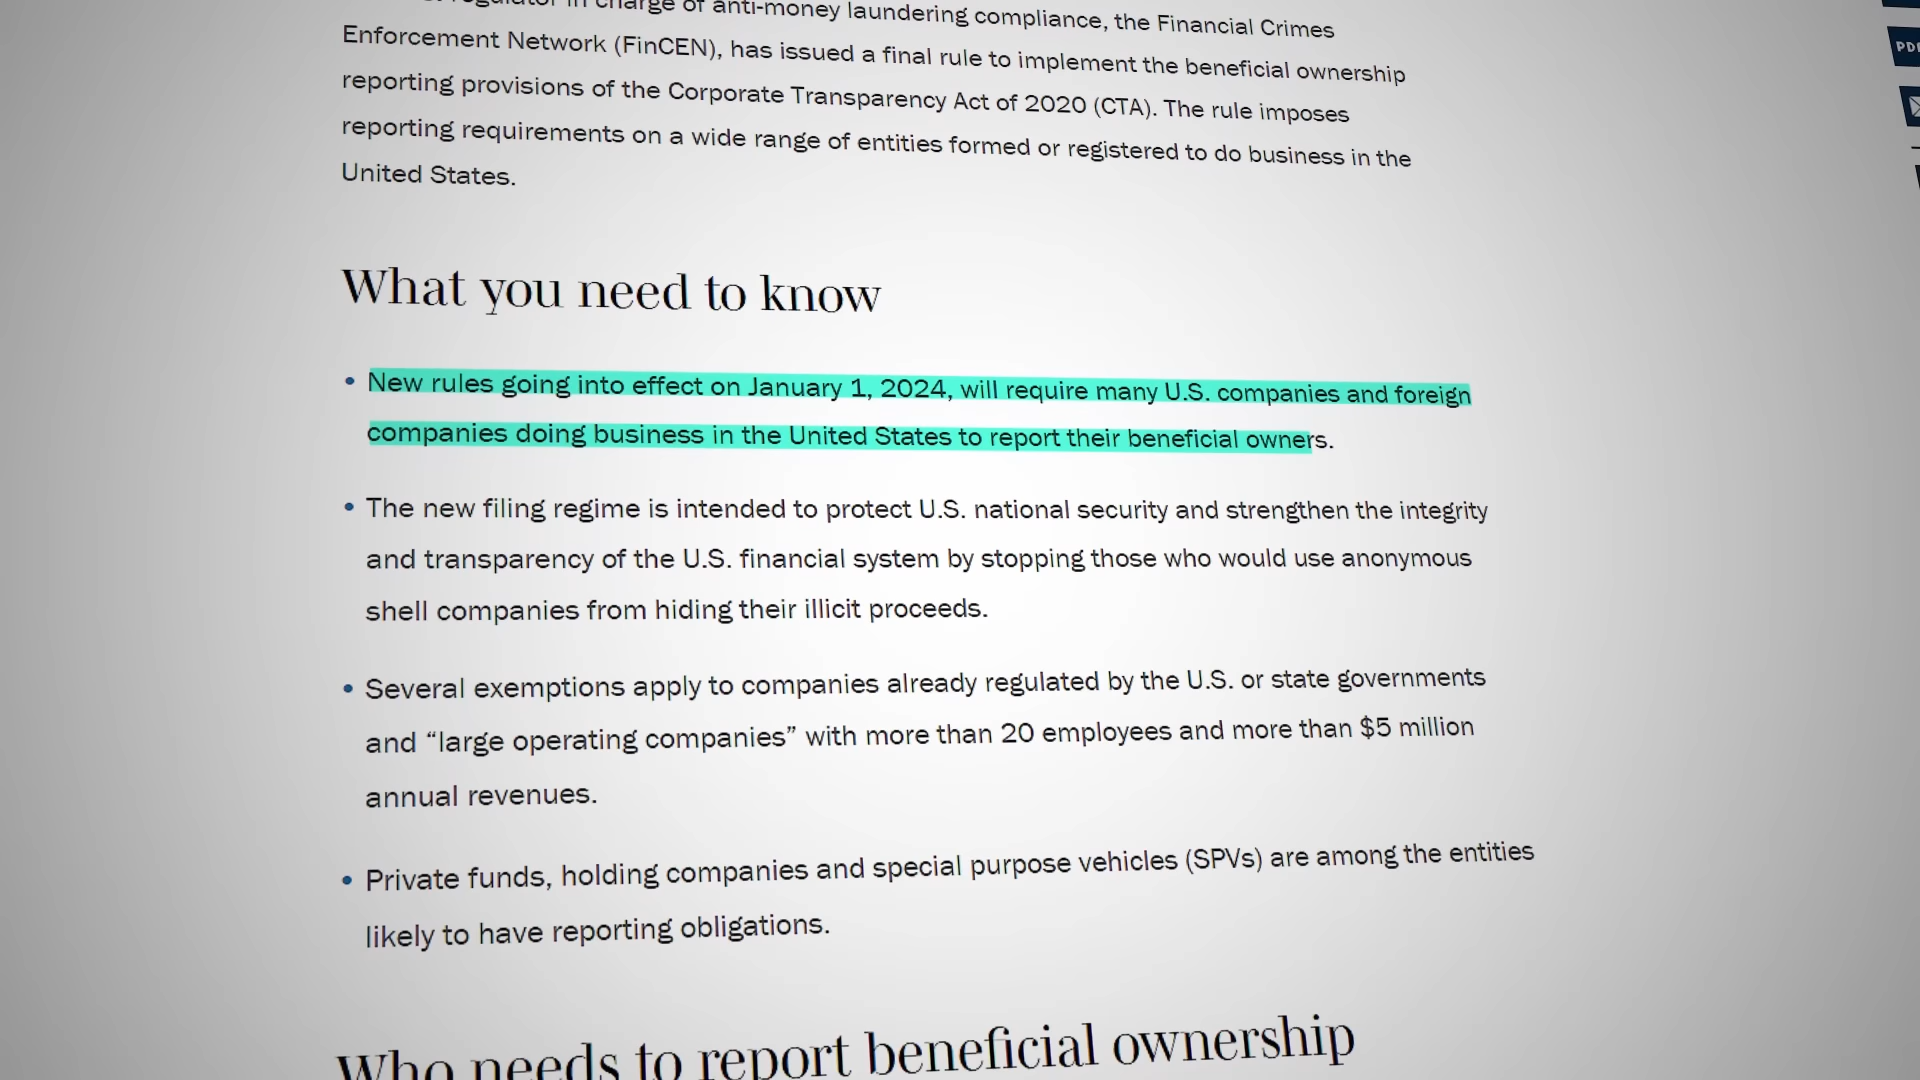 regulator in charge of anti-money laundering compliance, the Financial Crimes
Enforcement Network (FinCEN), has issued a final rule to implement the beneficial ownership
reporting provisions of the Corporate Transparency Act of 2020 (CTA). The rule imposes
reporting requirements on a wide range of entities formed or registered to do business in the
United States.
What you need to know
• New rules going into effect on January 1, 2024, will require many U.S. companies and foreign
companies doing business in the United States to report their beneficial owners.
• The new filing regime is intended to protect U.S. national security and strengthen the integrity
and transparency of the U.S. financial system by stopping those who would use anonymous
shell companies from hiding their illicit proceeds.
• Several exemptions apply to companies already regulated by the U.S. or state governments
and “large operating companies” with more than 20 employees and more than $5 million
annual revenues.
• Private funds, holding companies and special purpose vehicles (SPVs) are among the entities
likely to have reporting obligations.
Who needs to report beneficial ownership
PDF